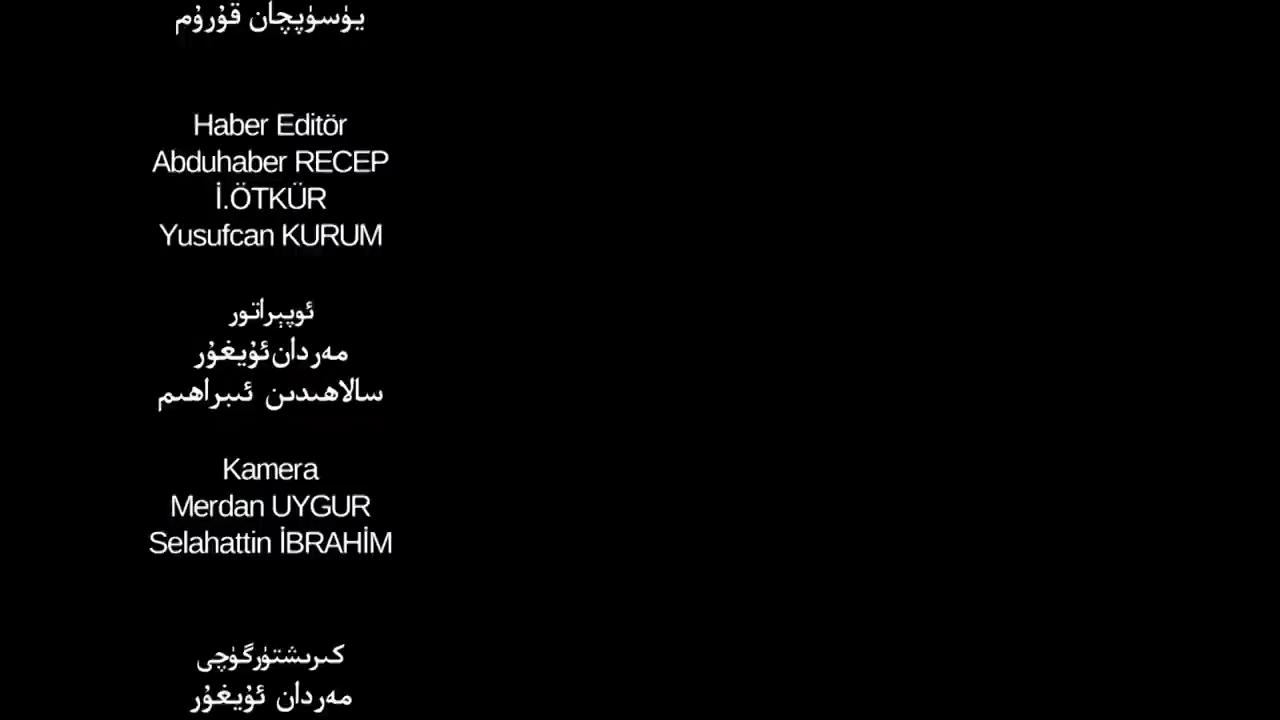 يۈسۈپچان قۇرۇم
Haber Editör
Abduhaber RECEP
İ.ÖTKÜR
Yusufcan KURUM
ئوپېراتور
مەردان ئۇيغۇر
سالاھىدىن ئىبراھىم
Kamera
Merdan UYGUR
Selahattin İBRAHİM
كىرىشتۈرگۈچى
مەردان ئۇيغۇر